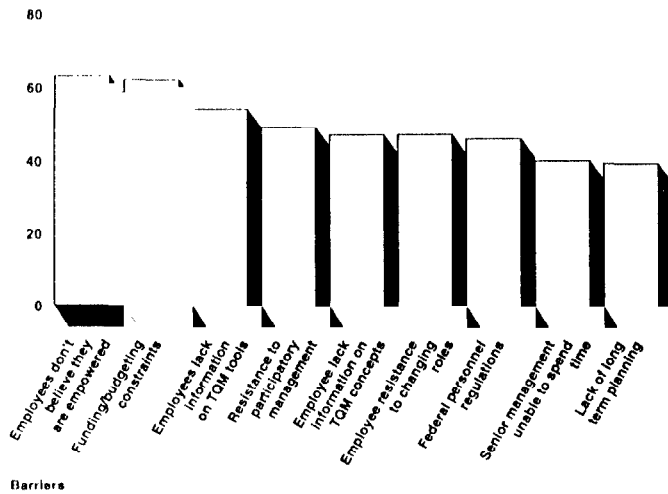 80
60
40
20
0
Employees don't
believe they
are empowered
Funding/budgeting
constraints
Employees lack
information
on TQM tools
Resistance to
participatory
management
Employee lack
information on
TQM concepts
Employee resistance
to changing
roles
Federal personnel
regulations
Senior management
unable to spend
time
Lack of long
term planning
Barriers